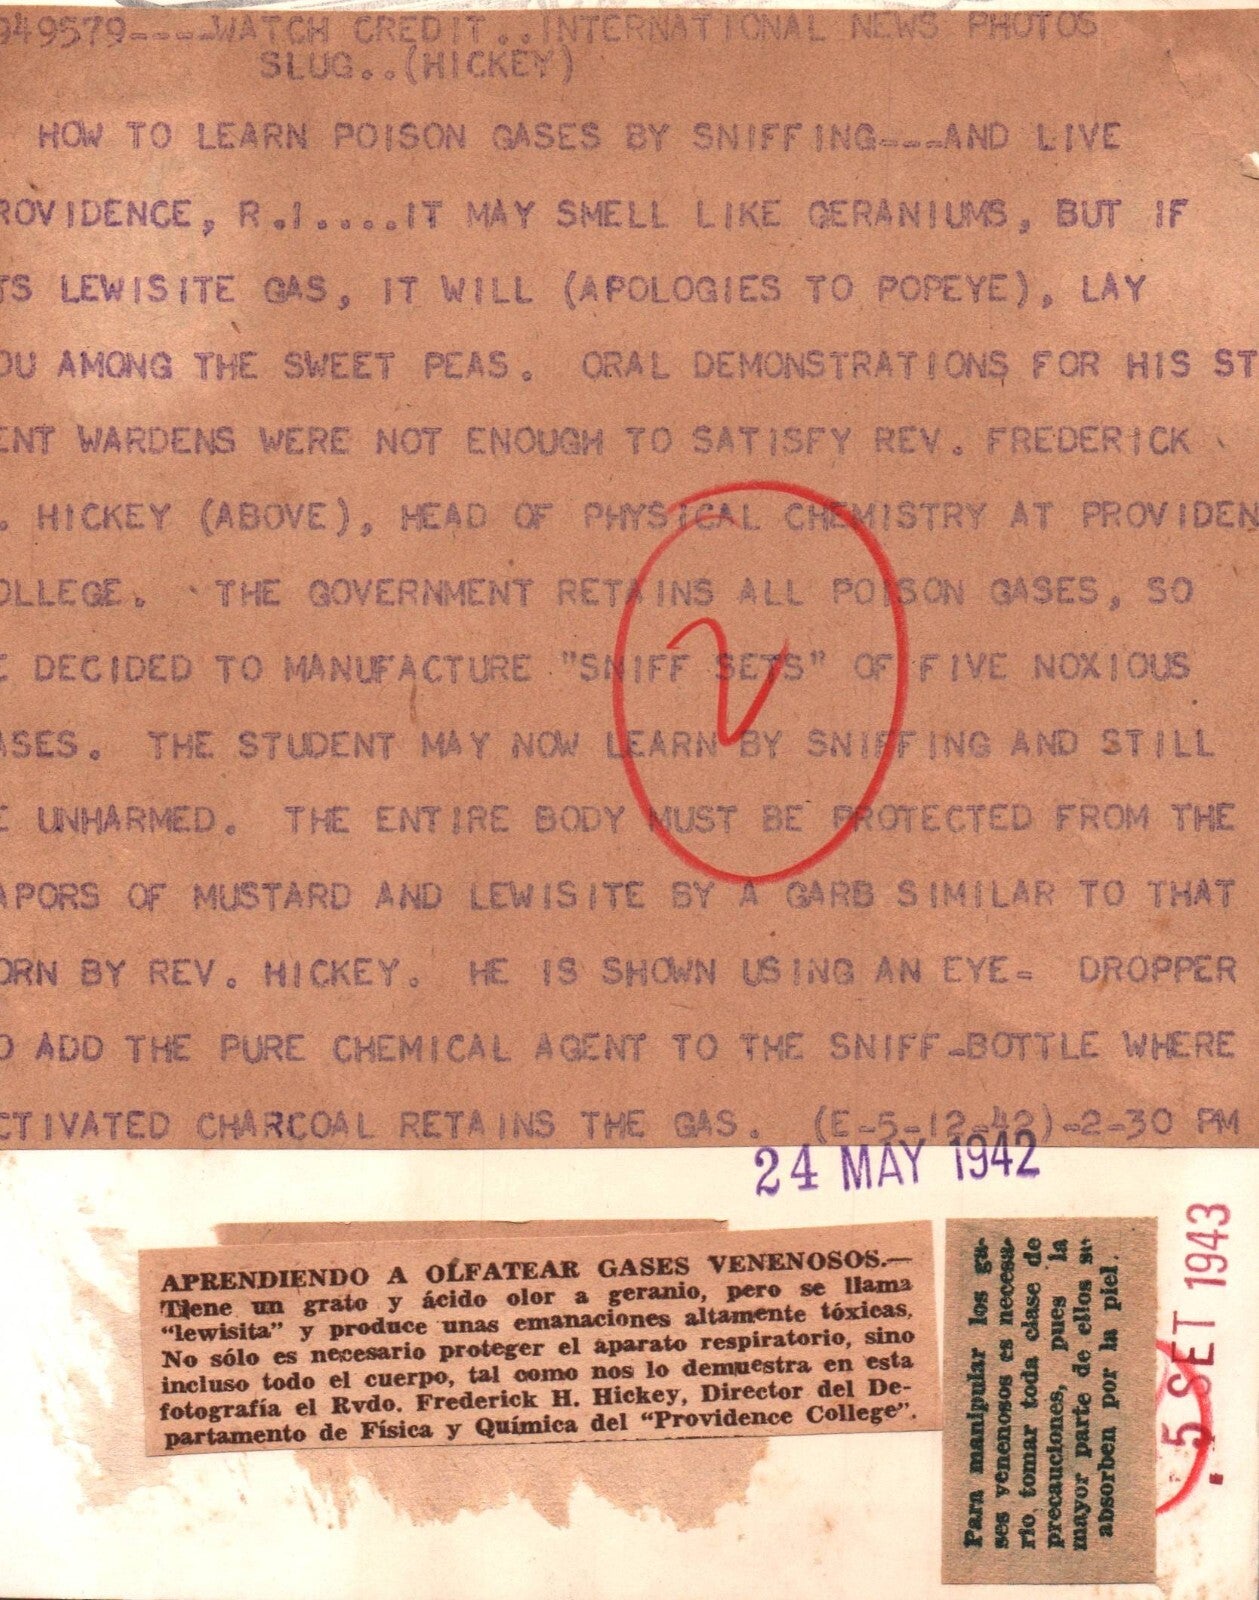 949579----WATCH CREDIT..INTERNATIONAL NEWS PHOTOS
SLUG..(HICKEY)
HOW TO LEARN POISON GASES BY SNIFFING---AND LIVE
ROVIDENCE, R.I....IT MAY SMELL LIKE GERANIUMS, BUT IF
TS LEWISITE GAS, IT WILL (APOLOGIES TO POPEYE), LAY
OU AMONG THE SWEET PEAS. ORAL DEMONSTRATIONS FOR HIS ST
ENT WARDENS WERE NOT ENOUGH TO SATISFY REV. FREDERICK
. HICKEY (ABOVE), HEAD OF PHYSICAL CHEMISTRY AT PROVIDEN
OLLEGE. THE GOVERNMENT RETAINS ALL POISON GASES, SO
E DECIDED TO MANUFACTURE "SNIFF SETS" OF FIVE NOXIOUS
ASES. THE STUDENT MAY NOW LEARN BY SNIFFING AND STILL
E UNHARMED. THE ENTIRE BODY MUST BE PROTECTED FROM THE
APORS OF MUSTARD AND LEWISITE BY A GARB SIMILAR TO THAT
ORN BY REV. HICKEY. HE IS SHOWN USING AN EYE= DROPPER
O ADD THE PURE CHEMICAL AGENT TO THE SNIFF-BOTTLE WHERE
CTIVATED CHARCOAL RETAINS THE GAS. (E-5-12-42)-2-30 PM
24 MAY 1942
APRENDIENDO A OLFATEAR GASES VENENOSOS.—
Tiene un grato y ácido olor a geranio, pero se llama
"lewisita" y produce unas emanaciones altamente tóxicas.
No sólo es necesario proteger el aparato respiratorio, sino
incluso todo el cuerpo, tal como nos lo demuestra en esta
fotografía el Rvdo. Frederick H. Hickey, Director del De-
partamento de Física y Química del "Providence College".
Para manipular los ga-
ses venenosos es necesa-
rio, tomar toda clase de
precauciones, pues la
mayor parte de ellos se
absorben por la piel.
5 SET 1943